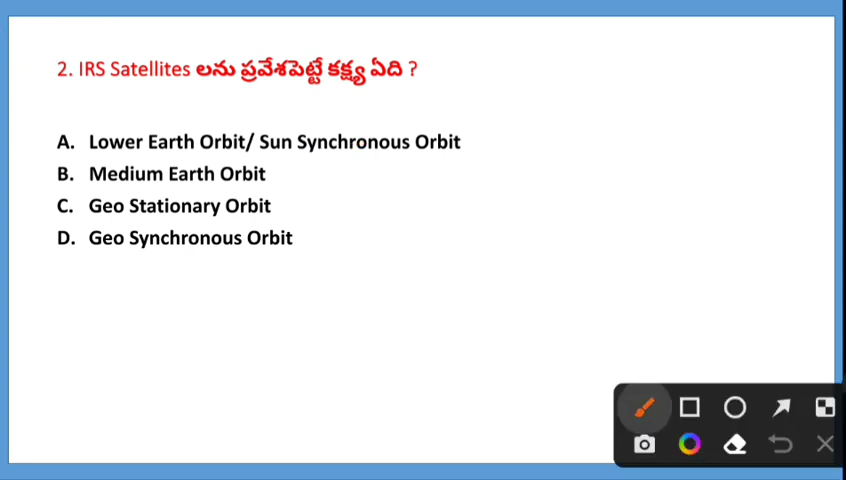 2. IRS Satellites లను ప్రవేశపెట్టే కక్ష్య ఏది ?
A. Lower Earth Orbit/ Sun Synchronous Orbit
B. Medium Earth Orbit
C. Geo Stationary Orbit
D. Geo Synchronous Orbit